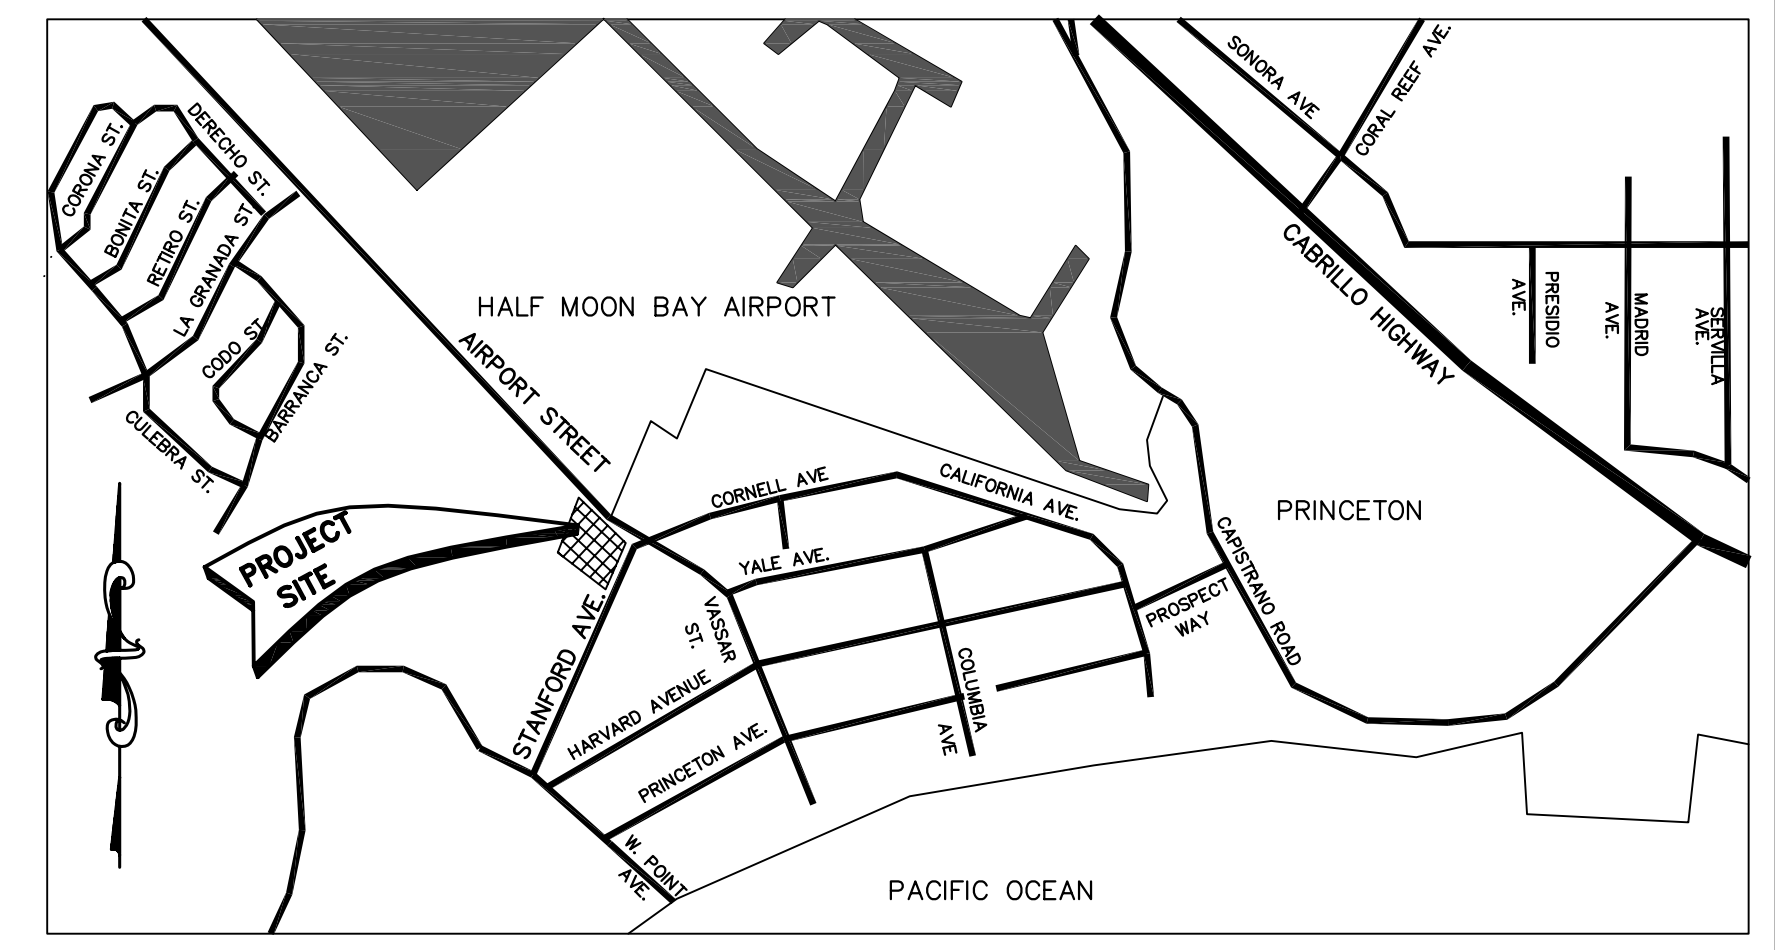 SONORA AVE
CORAL REEF AVE.
DERECHO ST.
CORONA ST.
BONITA ST.
RETIRO ST.
LA GRANADA ST.
CODO ST
BARRANCA ST.
CULEBRA ST.
HALF MOON BAY AIRPORT
AIRPORT STREET
CABRILLO HIGHWAY
PRESIDIO
AVE.
MADRID
AVE.
SERVILLA
AVE.
PRINCETON
CORNELL AVE
CALIFORNIA AVE.
YALE AVE.
PROJECT
SITE
VASSAR
ST.
STANFORD AVE.
HARVARD AVENUE
PRINCETON AVE.
COLUMBIA
AVE
PROSPECT
WAY
CAPISTRANO ROAD
W. POINT
AVE.
PACIFIC OCEAN